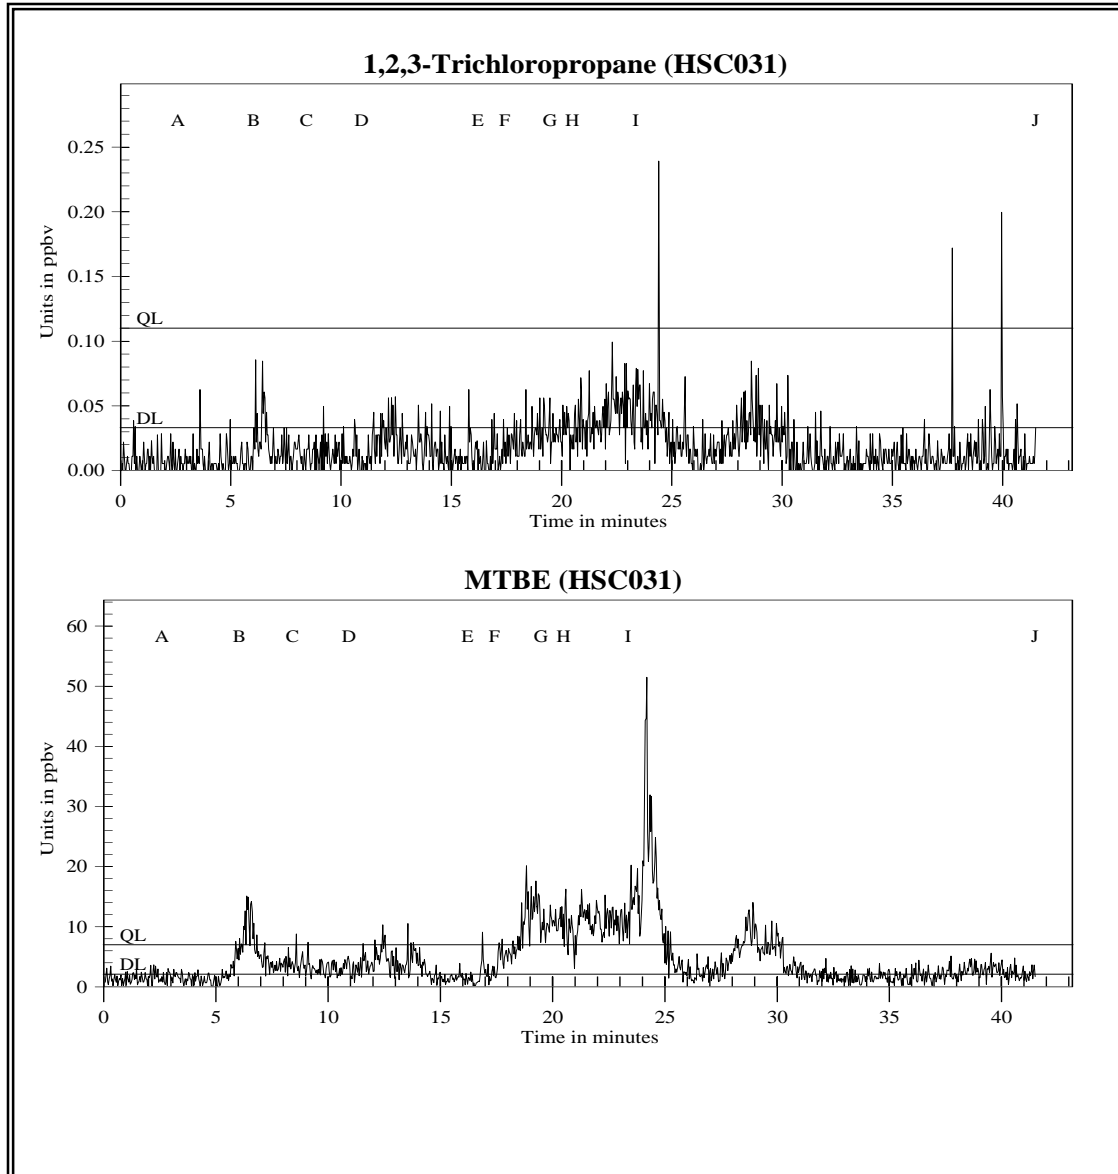 1,2,3-Trichloropropane (HSC031)
A B C D E F G H I J
0.25
0.20
0.15
QL
0.10
DL
0.05
0.00
Units in ppbv
0 5 10 15 20 25 30 35 40
Time in minutes
MTBE (HSC031)
60
A B C D E F G H I J
50
40
30
20
10
QL
DL
0
Units in ppbv
0 5 10 15 20 25 30 35 40
Time in minutes